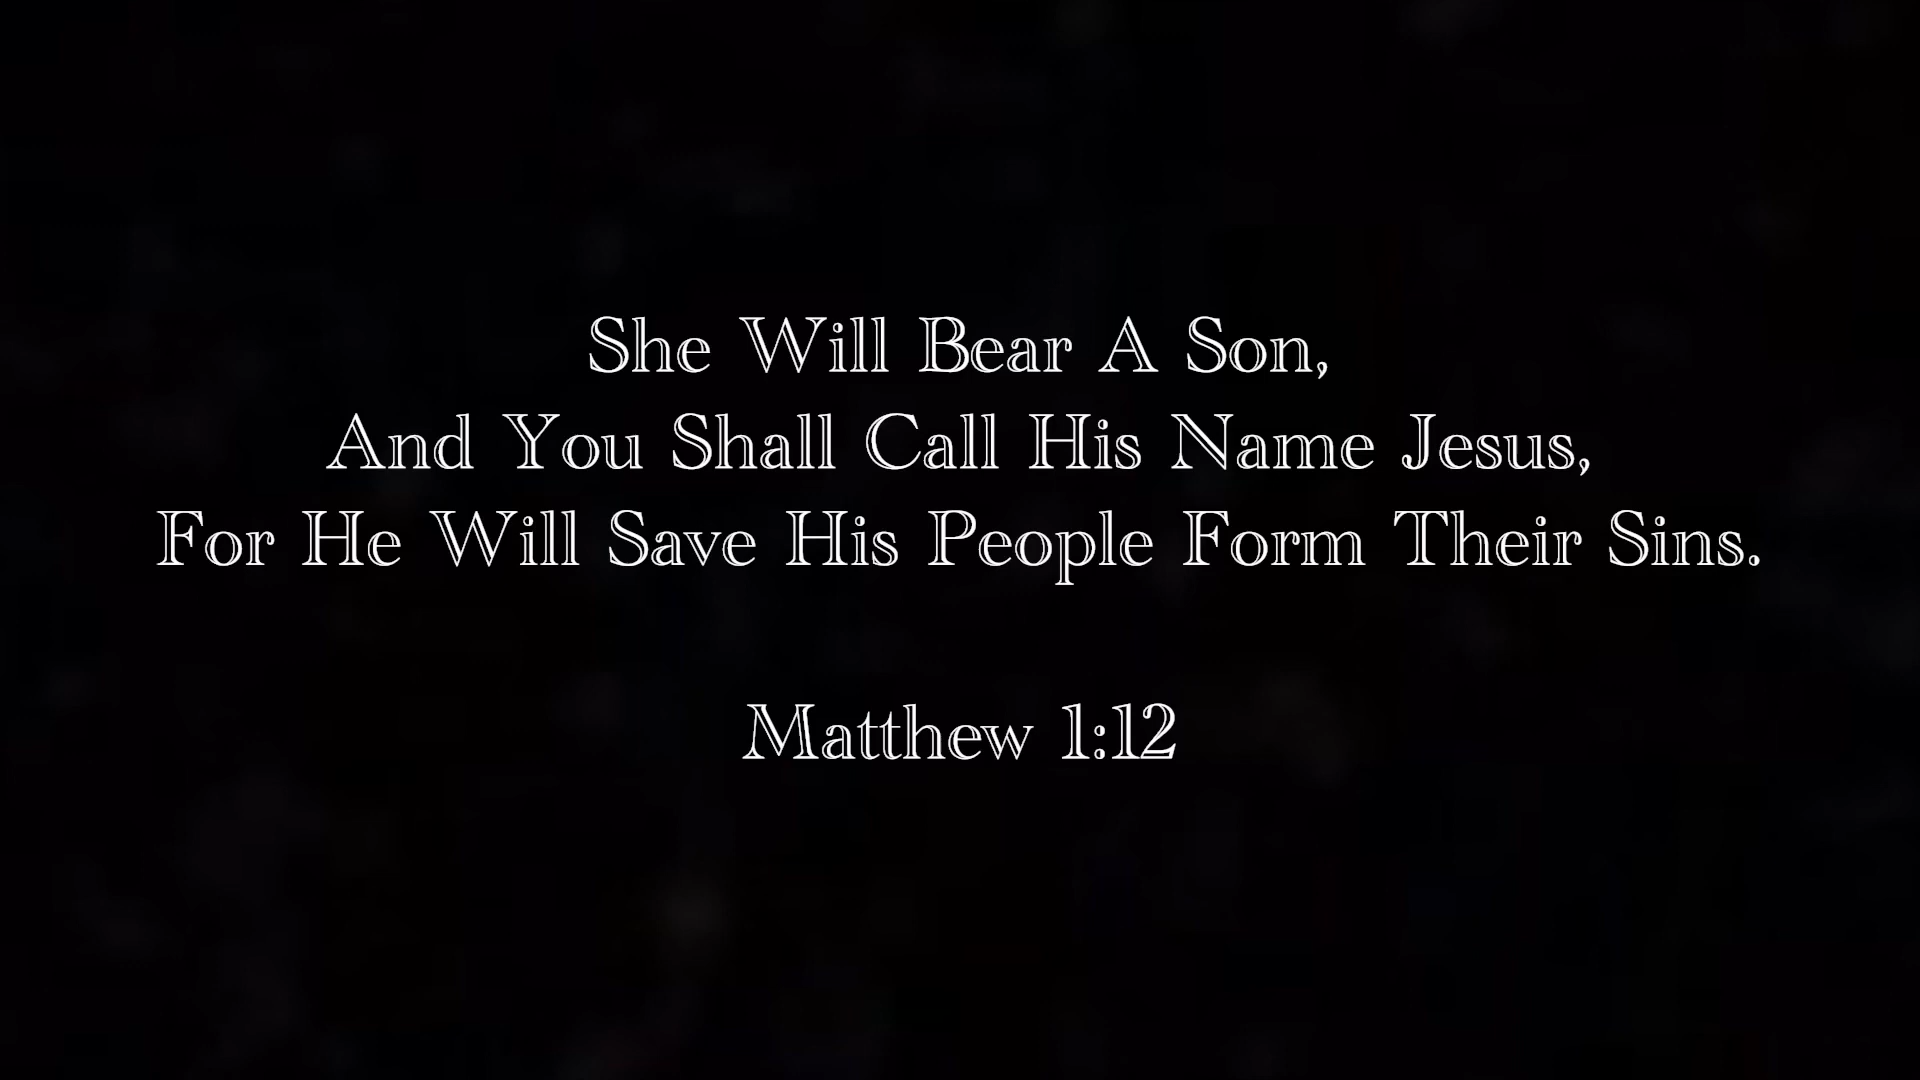 She Will Bear A Son,
And You Shall Call His Name Jesus,
For He Will Save His People Form Their Sins.
Matthew 1:12